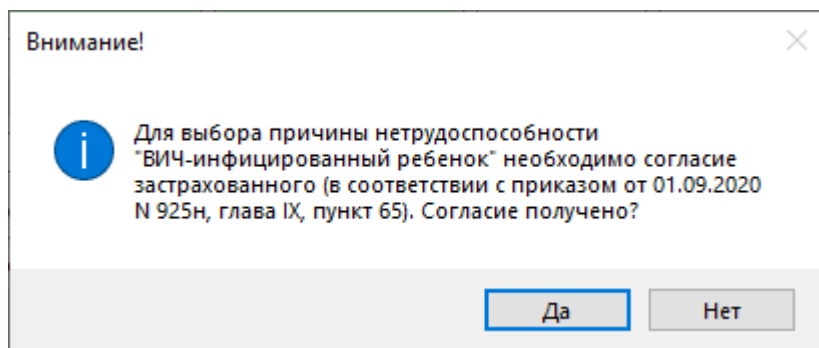 Внимание!
Для выбора причины нетрудоспособности
"ВИЧ-инфицированный ребенок" необходимо согласие
застрахованного (в соответствии с приказом от 01.09.2020
N 925н, глава IX, пункт 65). Согласие получено?
Да
Нет